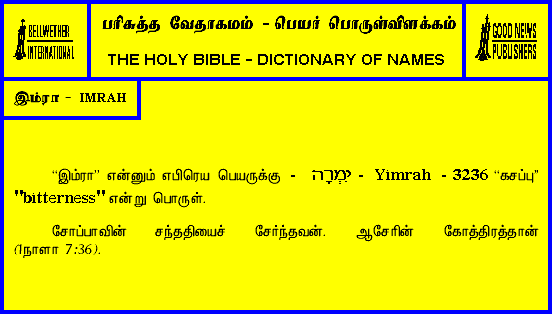 BELLWETHER
INTERNATIONAL
பரிசுத்த வேதாகமம் - பெயர் பொருள்விளக்கம்
THE HOLY BIBLE - DICTIONARY OF NAMES
GOOD NEWS
PUBLISHERS
இம்ரா - IMRAH
“இம்ரா” என்னும் எபிரெய பெயருக்கு - יִמְרָה - Yimrah - 3236 “கசப்பு”
"bitterness" என்று பொருள்.
சோப்பாவின் சந்ததியைச் சேர்ந்தவன். ஆசேரின் கோத்திரத்தான்
(1நாளா 7:36).